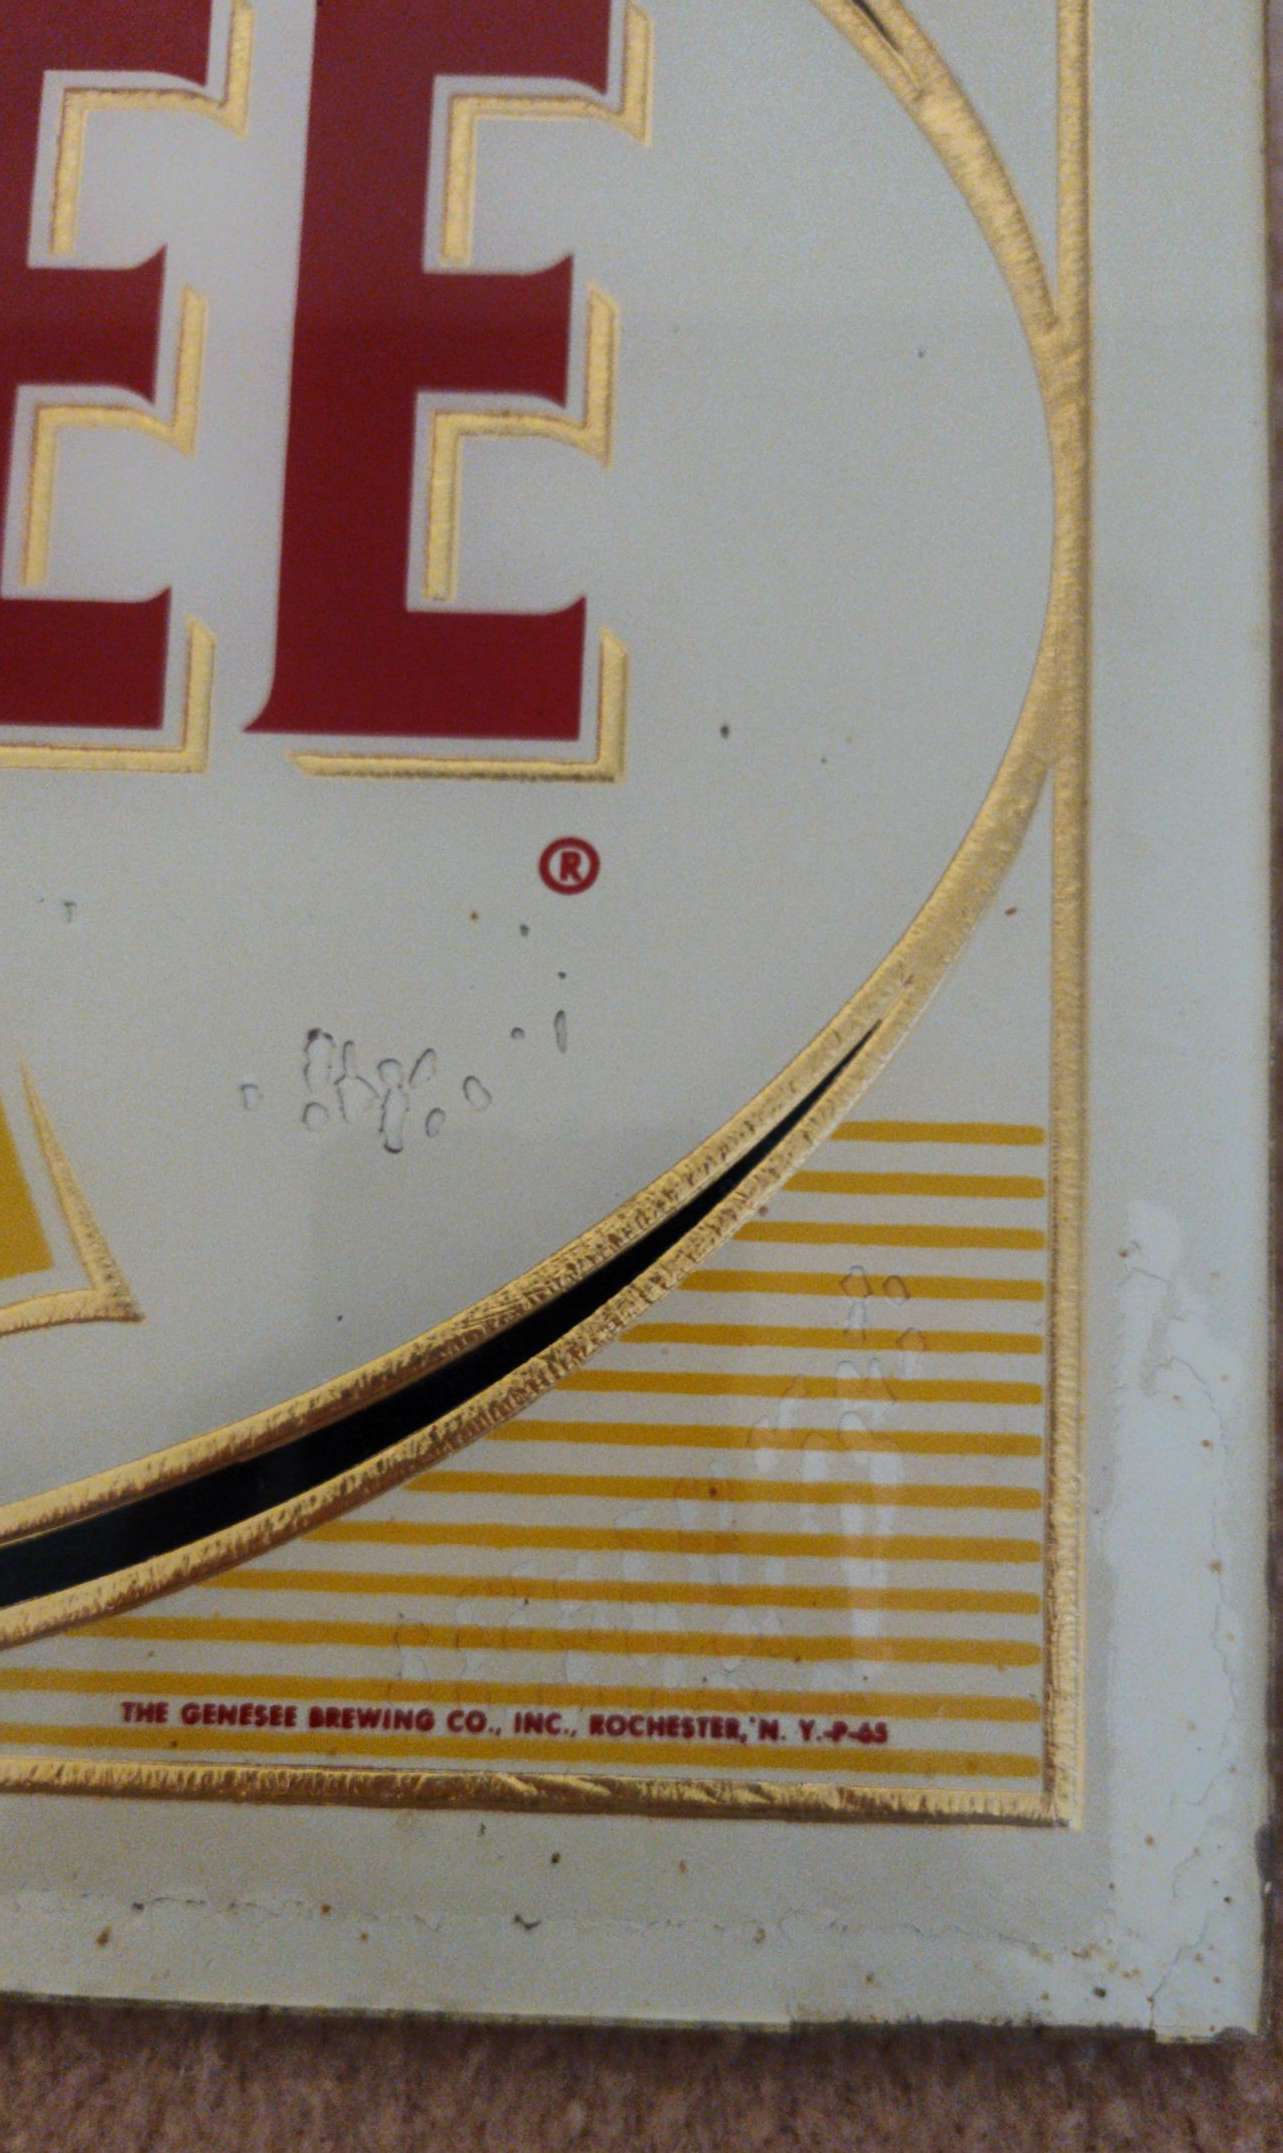 EE
®
THE GENESEE BREWING CO., INC., ROCHESTER, N. Y.-P-65